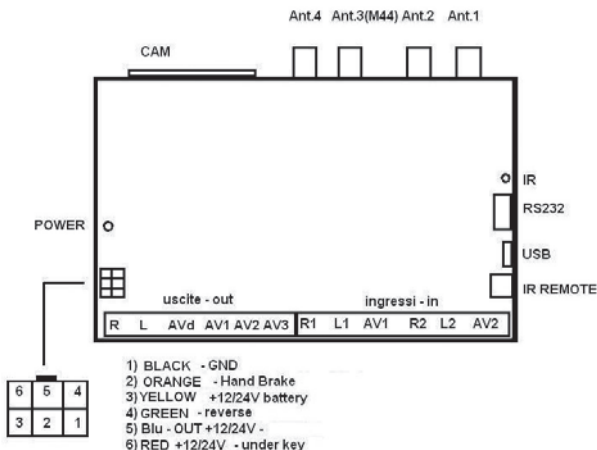 Ant.4 Ant.3(M44) Ant.2 Ant.1
CAM
IR
RS232
POWER
USB
IR REMOTE
uscite - out ingressi - in
R L AVd AV1 AV2 AV3 R1 L1 AV1 R2 L2 AV2
6 5 4
3 2 1
1) BLACK - GND
2) ORANGE - Hand Brake
3) YELLOW +12/24V battery
4) GREEN - reverse
5) Blu - OUT +12/24V -
6) RED +12/24V - under key